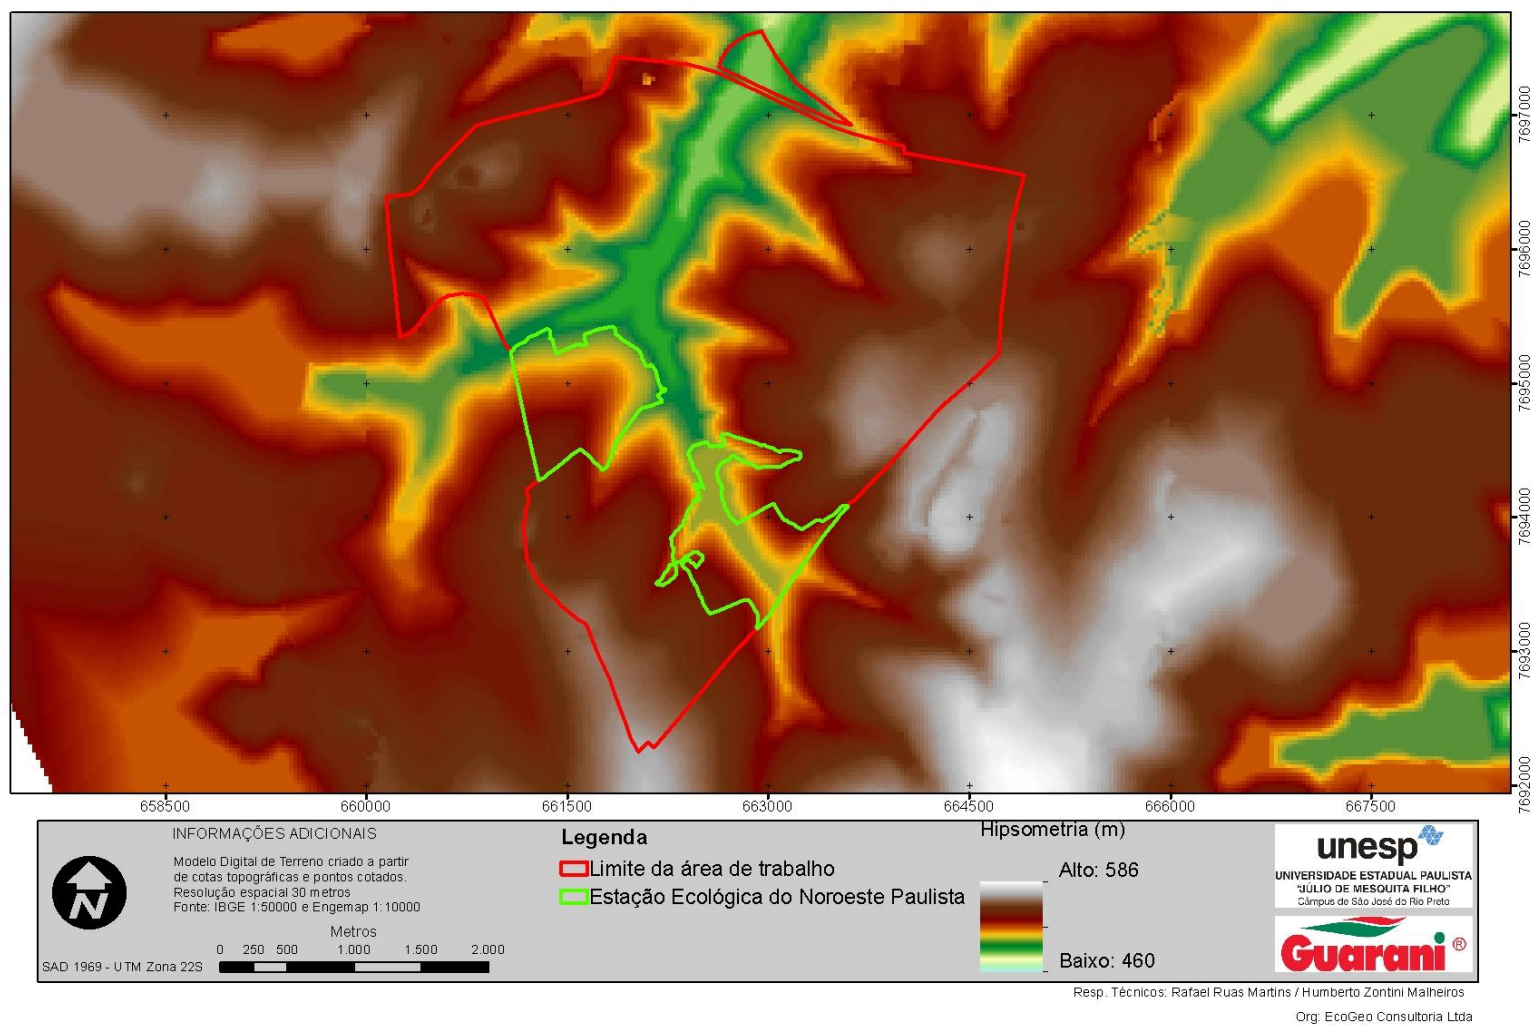 7697000
7696000
7695000
7694000
7693000
7692000
658500 660000 661500 663000 664500 666000 667500
INFORMAÇÕES ADICIONAIS
Modelo Digital de Terreno criado a partir
de cotas topográficas e pontos cotados.
Resolução espacial 30 metros
Fonte: IBGE 1:50000 e Engemap 1:10000
N
Metros
0 250 500 1.000 1.500 2.000
SAD 1969 - UTM Zona 22S
Legenda
Limite da área de trabalho
Estação Ecológica do Noroeste Paulista
Hipsometria (m)
Alto: 586
Baixo: 460
unesp
UNIVERSIDADE ESTADUAL PAULISTA
"JÚLIO DE MESQUITA FILHO"
Câmpus de São José do Rio Preto
Guarani ®
Resp. Técnicos: Rafael Ruas Martins / Humberto Zontini Malheiros
Org: EcoGeo Consultoria Ltda